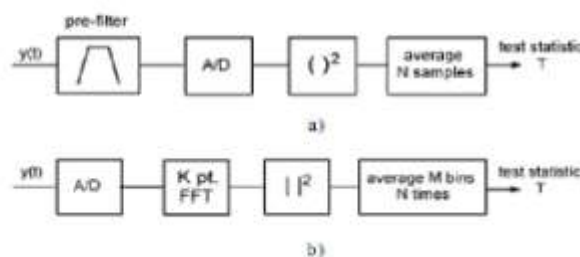 pre-filter
y(t)
A/D
( )²
average
N samples
test statistic
T
a)
y(t)
A/D
K pt.
FFT
| |²
average M bins
N times
test statistic
T
b)